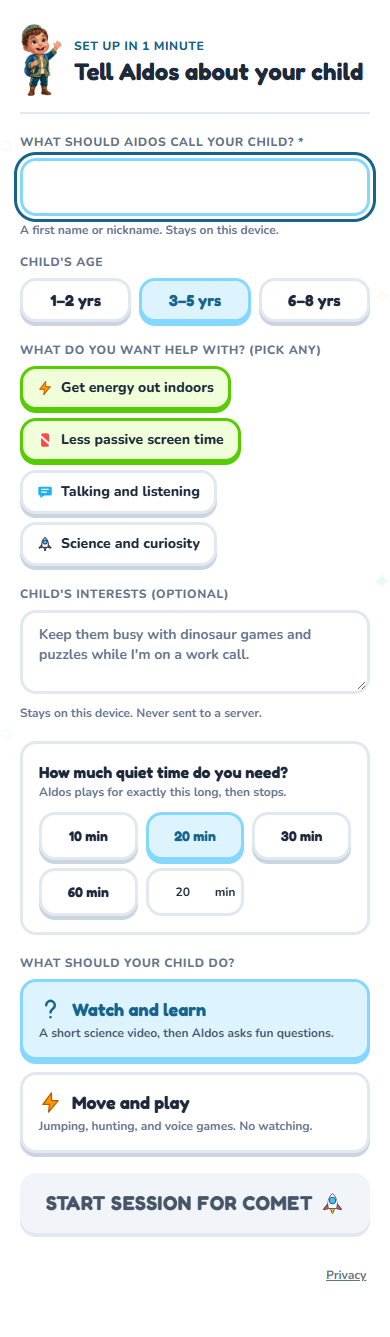 SET UP IN 1 MINUTE
Tell AIdos about your child
WHAT SHOULD AIDOS CALL YOUR CHILD? *
A first name or nickname. Stays on this device.
CHILD'S AGE
1–2 yrs
3–5 yrs
6–8 yrs
WHAT DO YOU WANT HELP WITH? (PICK ANY)
Get energy out indoors
Less passive screen time
Talking and listening
Science and curiosity
CHILD'S INTERESTS (OPTIONAL)
Keep them busy with dinosaur games and
puzzles while I'm on a work call.
Stays on this device. Never sent to a server.
How much quiet time do you need?
AIdos plays for exactly this long, then stops.
10 min
20 min
30 min
60 min
20 min
WHAT SHOULD YOUR CHILD DO?
Watch and learn
A short science video, then AIdos asks fun questions.
Move and play
Jumping, hunting, and voice games. No watching.
START SESSION FOR COMET
Privacy